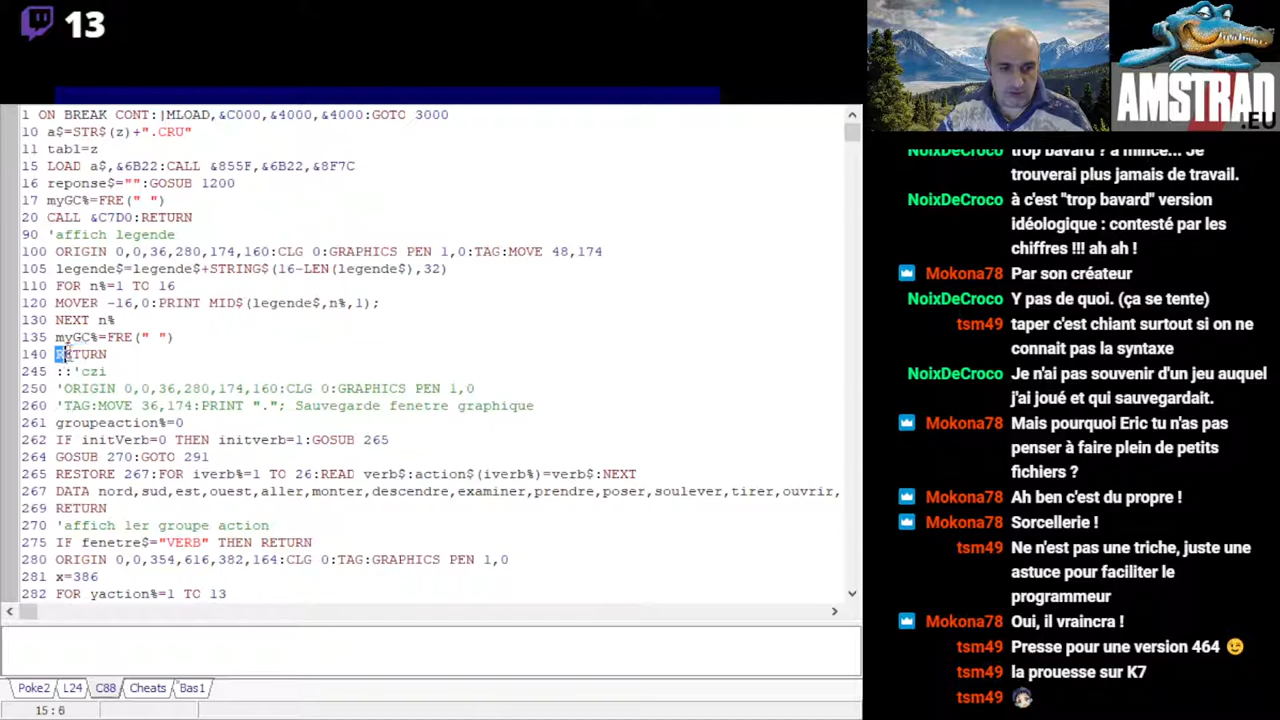 13
1 ON BREAK CONT:|MLOAD,&C000,&4000,&4000:GOTO 3000
10 a$=STR$(z)+".CRU"
11 tabl=z
15 LOAD a$,&6B22:CALL &855F,&6B22,&8F7C
16 reponse$="":GOSUB 1200
17 myGC%=FRE(" ")
20 CALL &C7D0:RETURN
90 'affich legende
100 ORIGIN 0,0,36,280,174,160:CLG 0:GRAPHICS PEN 1,0:TAG:MOVE 48,174
105 legende$=legende$+STRING$(16-LEN(legende$),32)
110 FOR n%=1 TO 16
120 MOVER -16,0:PRINT MID$(legende$,n%,1);
130 NEXT n%
135 myGC%=FRE(" ")
140 RETURN
245 ::'czi
250 'ORIGIN 0,0,36,280,174,160:CLG 0:GRAPHICS PEN 1,0
260 'TAG:MOVE 36,174:PRINT "."; Sauvegarde fenetre graphique
261 groupeaction%=0
262 IF initVerb=0 THEN initverb=1:GOSUB 265
264 GOSUB 270:GOTO 291
265 RESTORE 267:FOR iverb%=1 TO 26:READ verb$:action$(iverb%)=verb$:NEXT
267 DATA nord,sud,est,ouest,aller,monter,descendre,examiner,prendre,poser,soulever,tirer,ouvrir,
269 RETURN
270 'affich 1er groupe action
275 IF fenetre$="VERB" THEN RETURN
280 ORIGIN 0,0,354,616,382,164:CLG 0:TAG:GRAPHICS PEN 1,0
281 x=386
282 FOR yaction%=1 TO 13
Poke2 L24 C88 Cheats Bas1
15:6
AMSTRAD
.EU
NoixDeCroco trop bavard ? a mince... Je
trouverai plus jamais de travail.
NoixDeCroco à c'est "trop bavard" version
idéologique : contesté par les
chiffres !!! ah ah !
Mokona78 Par son créateur
NoixDeCroco Y pas de quoi. (ça se tente)
tsm49 taper c'est chiant surtout si on ne
connait pas la syntaxe
NoixDeCroco Je n'ai pas souvenir d'un jeu auquel
j'ai joué et qui sauvegardait.
Mokona78 Mais pourquoi Eric tu n'as pas
penser à faire plein de petits
fichiers ?
Mokona78 Ah ben c'est du propre !
Mokona78 Sorcellerie !
tsm49 Ne n'est pas une triche, juste une
astuce pour faciliter le
programmeur
Mokona78 Oui, il vraincra !
tsm49 Presse pour une version 464 😉
tsm49 la prouesse sur K7
tsm49